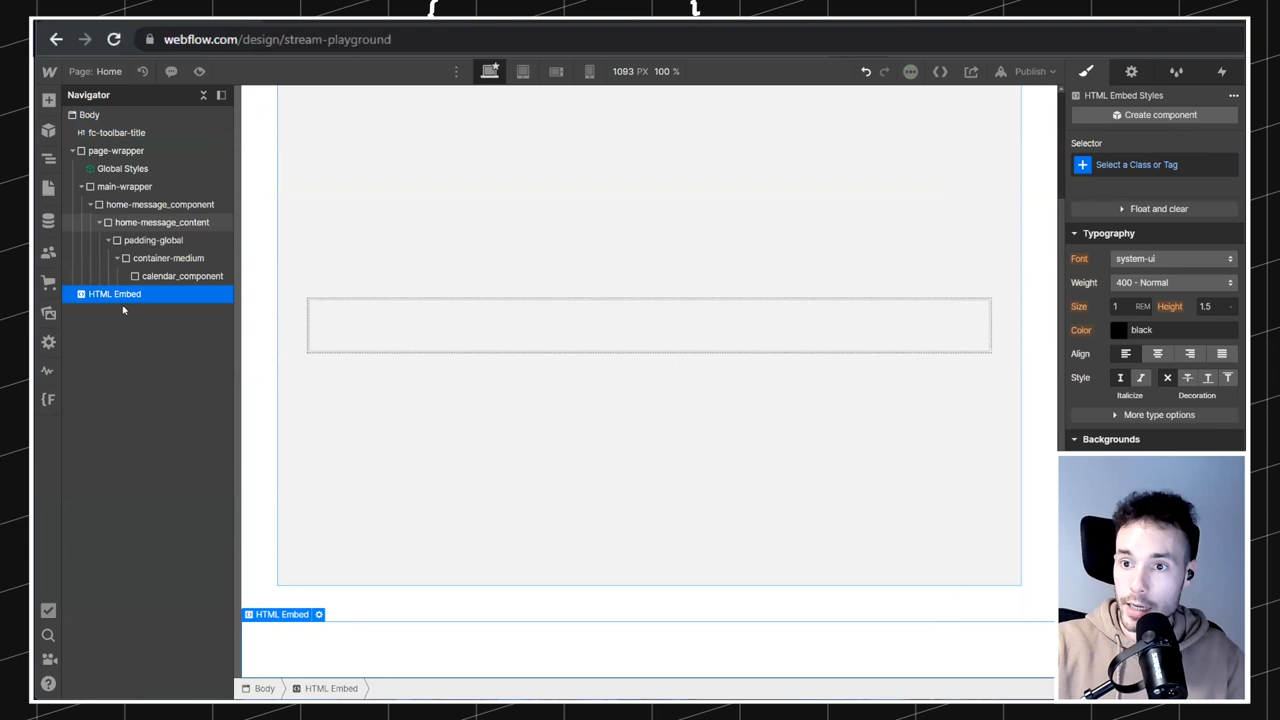 { }
webflow.com/design/stream-playground
Page: Home
1093 PX 100 %
Publish
Navigator
Body
H1 fc-toolbar-title
page-wrapper
Global Styles
main-wrapper
home-message_component
home-message_content
padding-global
container-medium
calendar_component
HTML Embed
HTML Embed
Body
HTML Embed
HTML Embed Styles
Create component
Selector
Select a Class or Tag
Float and clear
Typography
Font system-ui
Weight 400 - Normal
Size 1 REM Height 1.5 -
Color black
Align
Style
Italicize Decoration
More type options
Backgrounds